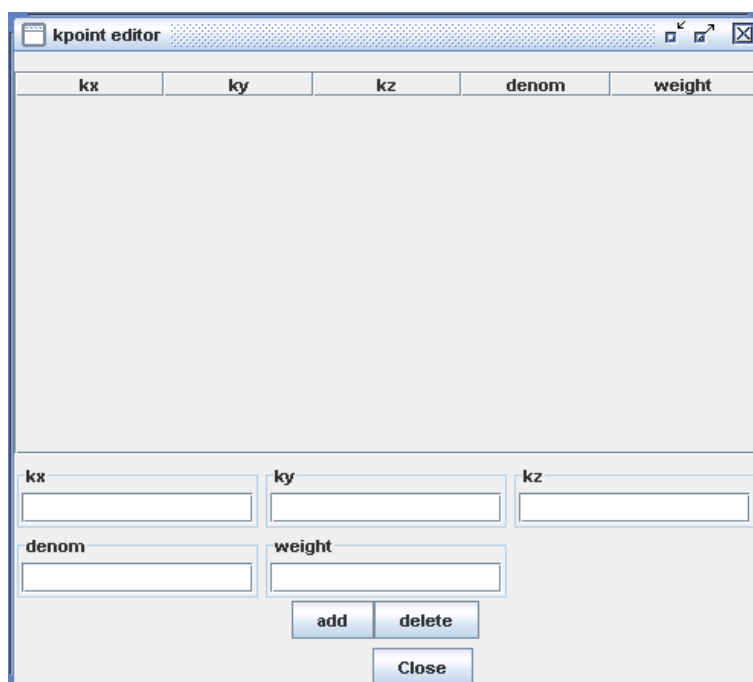 kpoint editor
kx ky kz denom weight
kx ky kz
denom weight
add delete
Close